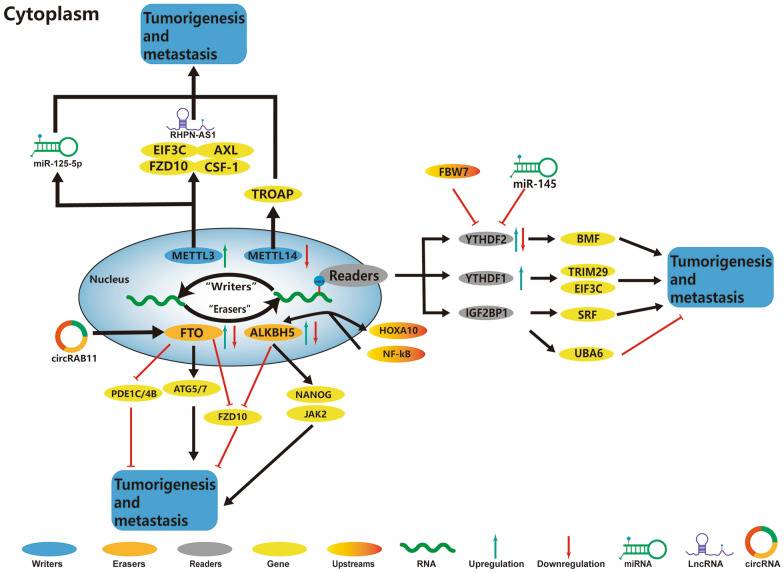 Cytoplasm
Tumorigenesis
and
metastasis
RHPN-AS1
miR-125-5p
EIF3C
AXL
FZD10
CSF-1
TROAP
FBW7
miR-145
METTL3
METTL14
YTHDF2
BMF
Nucleus
Readers
"Writers"
YTHDF1
TRIM29
EIF3C
Tumorigenesis
and
metastasis
"Erasers"
IGF2BP1
SRF
circRAB11
FTO
ALKBH5
HOXA10
NF-kB
UBA6
PDE1C/4B
ATG5/7
NANOG
FZD10
JAK2
Tumorigenesis
and
metastasis
Writers
Erasers
Readers
Gene
Upstreams
RNA
Upregulation
Downregulation
miRNA
LncRNA
circRNA